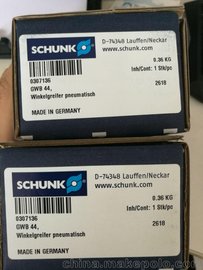 SCHUNK
D-74348 Lauffen/Neckar
www.schunk.com
0307136
GWB 44,
Winkelgreifer pneumatisch
0.36 KG
Inh/Cont: 1 Stk/pc
2618
MADE IN GERMANY
SCHUNK
D-74348 Lauffen/Neckar
www.schunk.com
0307136
GWB 44,
Winkelgreifer pneumatisch
0.36 KG
Inh/Cont: 1 Stk/pc
2618
MADE IN GERMANY
china.makepolo.com